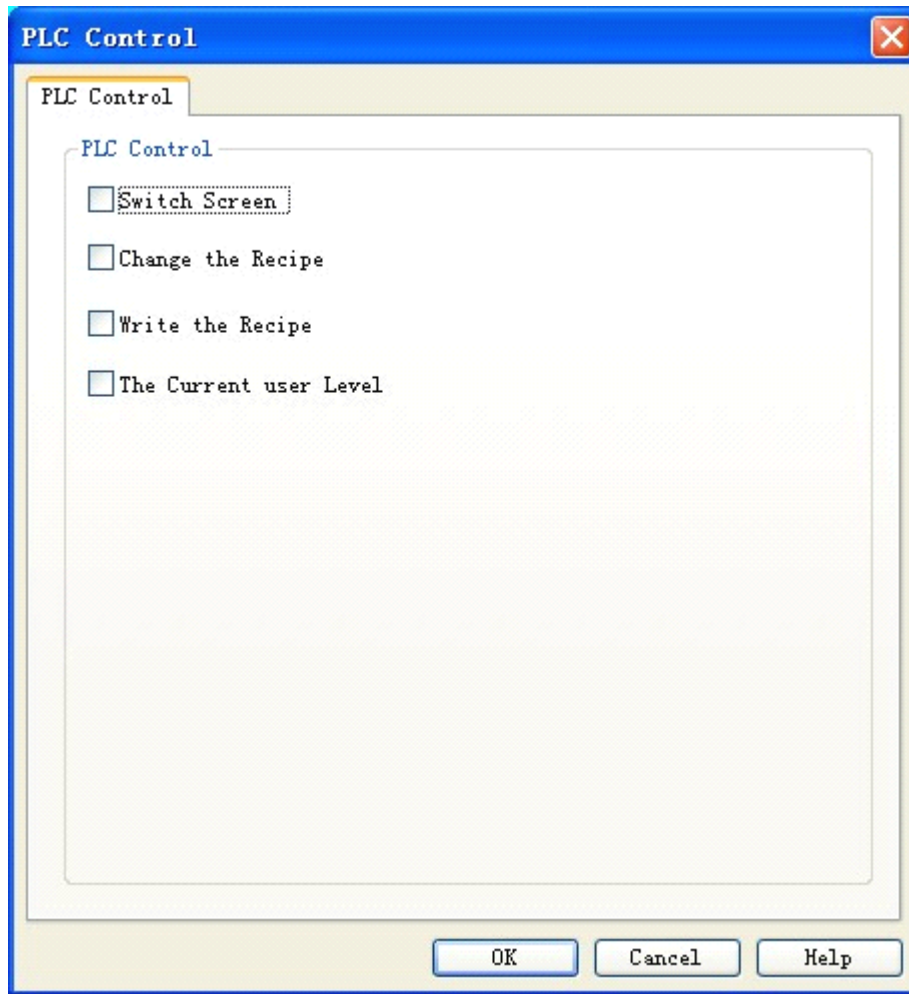 PLC Control
PLC Control
PLC Control
Switch Screen
Change the Recipe
Write the Recipe
The Current user Level
OK Cancel Help